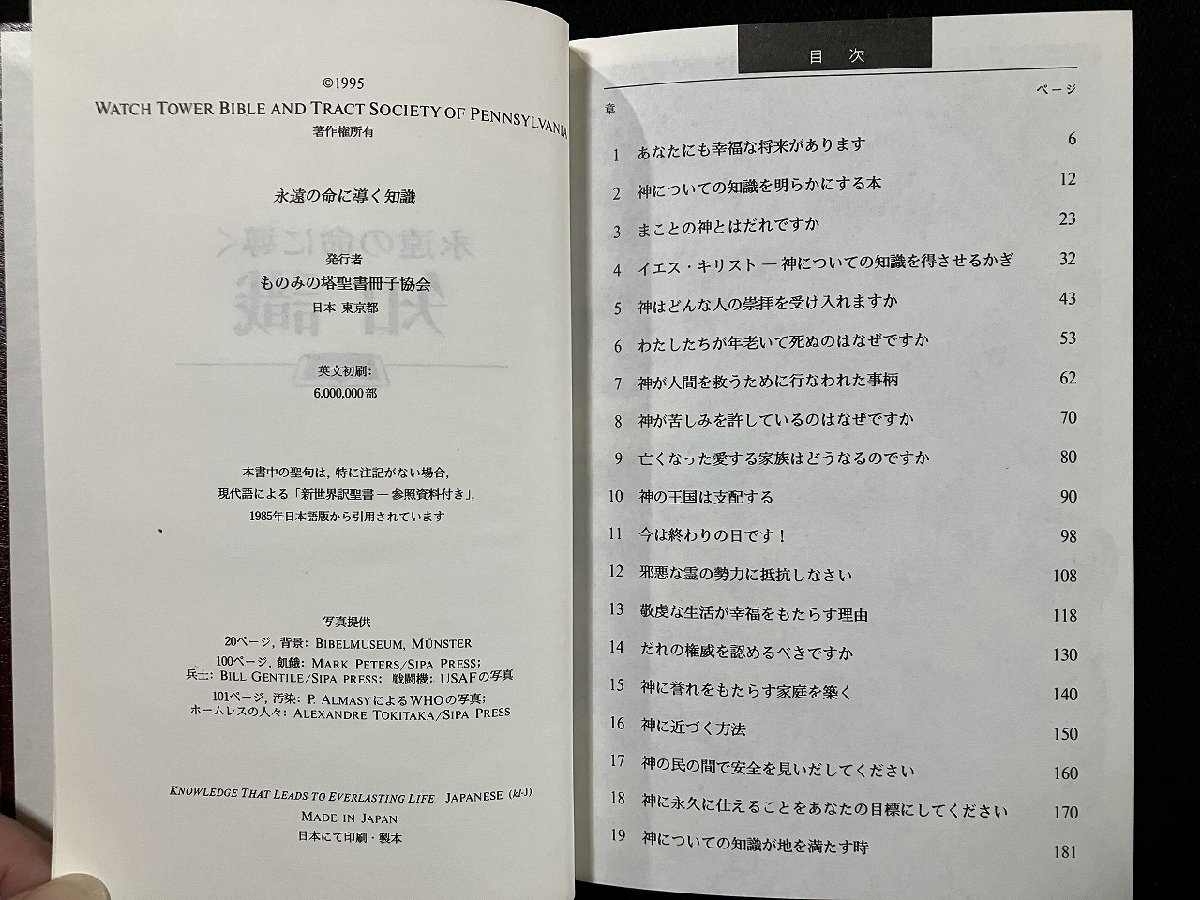 ©1995
WATCH TOWER BIBLE AND TRACT SOCIETY OF PENNSYLVANIA
著作権所有
永遠の命に導く知識
発行者
ものみの塔聖書冊子協会
日本 東京都
英文初刷:
6,000,000部
本書中の聖句は, 特に注記がない場合,
現代語による「新世界訳聖書 ― 参照資料付き」,
1985年日本語版から引用されています
写真提供
20ページ, 背景: BIBELMUSEUM, MÜNSTER
100ページ, 飢餓: MARK PETERS/SIPA PRESS;
兵士: BILL GENTILE/SIPA PRESS; 戦闘機: USAFの写真
101ページ, 汚染: P. ALMASYによるWHOの写真;
ホームレスの人々: ALEXANDRE TOKITAKA/SIPA PRESS
KNOWLEDGE THAT LEADS TO EVERLASTING LIFE JAPANESE (kl-J)
MADE IN JAPAN
日本にて印刷・製本
目 次
章 ページ
1 あなたにも幸福な将来があります 6
2 神についての知識を明らかにする本 12
3 まことの神とはだれですか 23
4 イエス・キリスト ― 神についての知識を得させるかぎ 32
5 神はどんな人の崇拝を受け入れますか 43
6 わたしたちが年老いて死ぬのはなぜですか 53
7 神が人間を救うために行なわれた事柄 62
8 神が苦しみを許しているのはなぜですか 70
9 亡くなった愛する家族はどうなるのですか 80
10 神の王国は支配する 90
11 今は終わりの日です! 98
12 邪悪な霊の勢力に抵抗しなさい 108
13 敬虔な生活が幸福をもたらす理由 118
14 だれの権威を認めるべきですか 130
15 神に誉れをもたらす家庭を築く 140
16 神に近づく方法 150
17 神の民の間で安全を見いだしてください 160
18 神に永久に仕えることをあなたの目標にしてください 170
19 神についての知識が地を満たす時 181